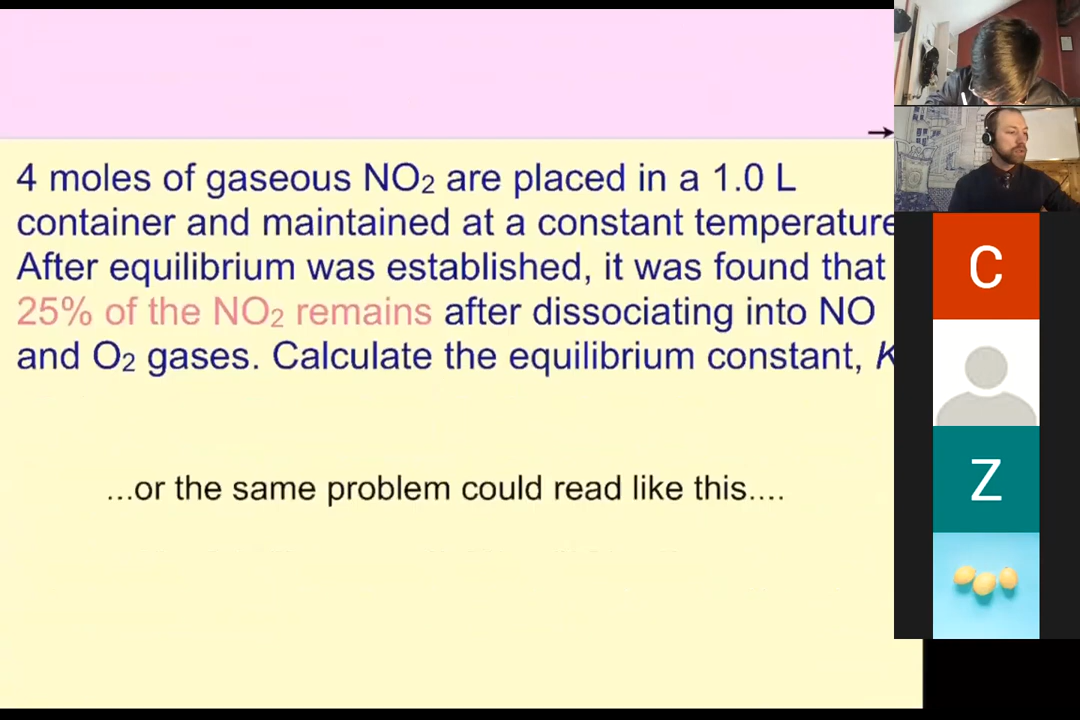 4 moles of gaseous NO₂ are placed in a 1.0 L
container and maintained at a constant temperature
After equilibrium was established, it was found that
25% of the NO₂ remains after dissociating into NO
and O₂ gases. Calculate the equilibrium constant, K
...or the same problem could read like this....
C
Z